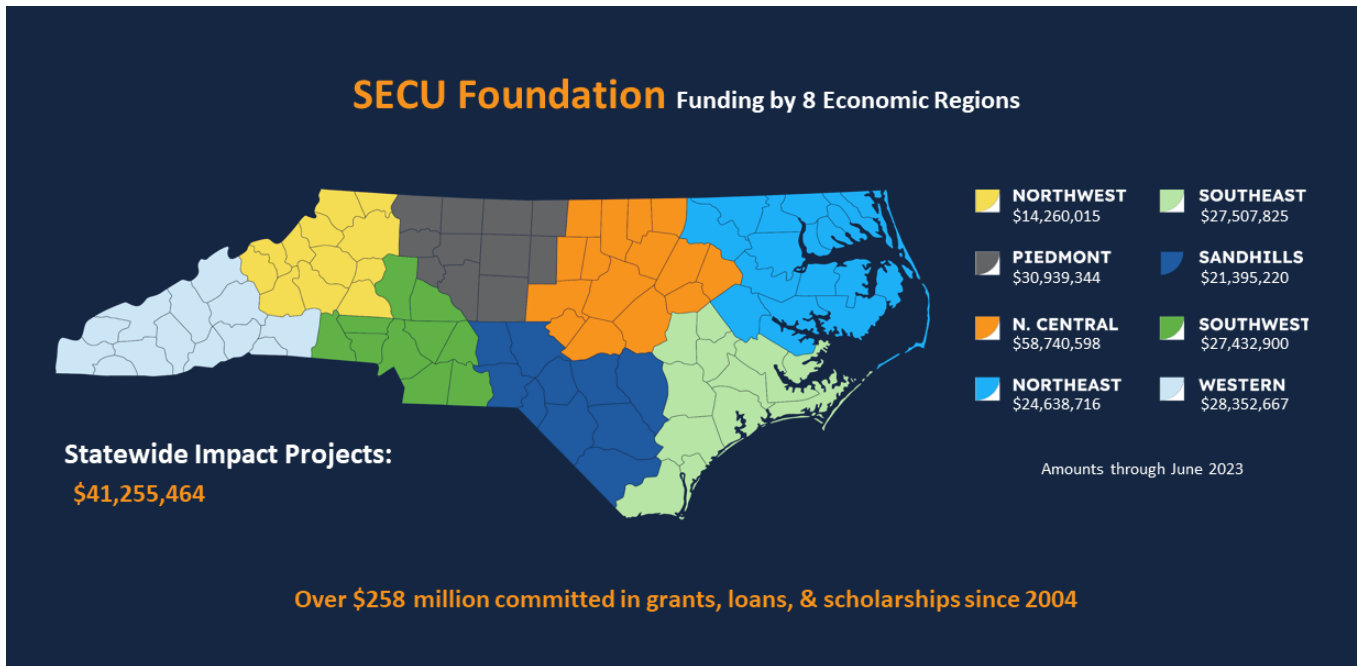 SECU Foundation Funding by 8 Economic Regions
NORTHWEST
$14,260,015
SOUTHEAST
$27,507,825
PIEDMONT
$30,939,344
SANDHILLS
$21,395,220
N. CENTRAL
$58,740,598
SOUTHWEST
$27,432,900
NORTHEAST
$24,638,716
WESTERN
$28,352,667
Statewide Impact Projects:
$41,255,464
Amounts through June 2023
Over $258 million committed in grants, loans, & scholarships since 2004